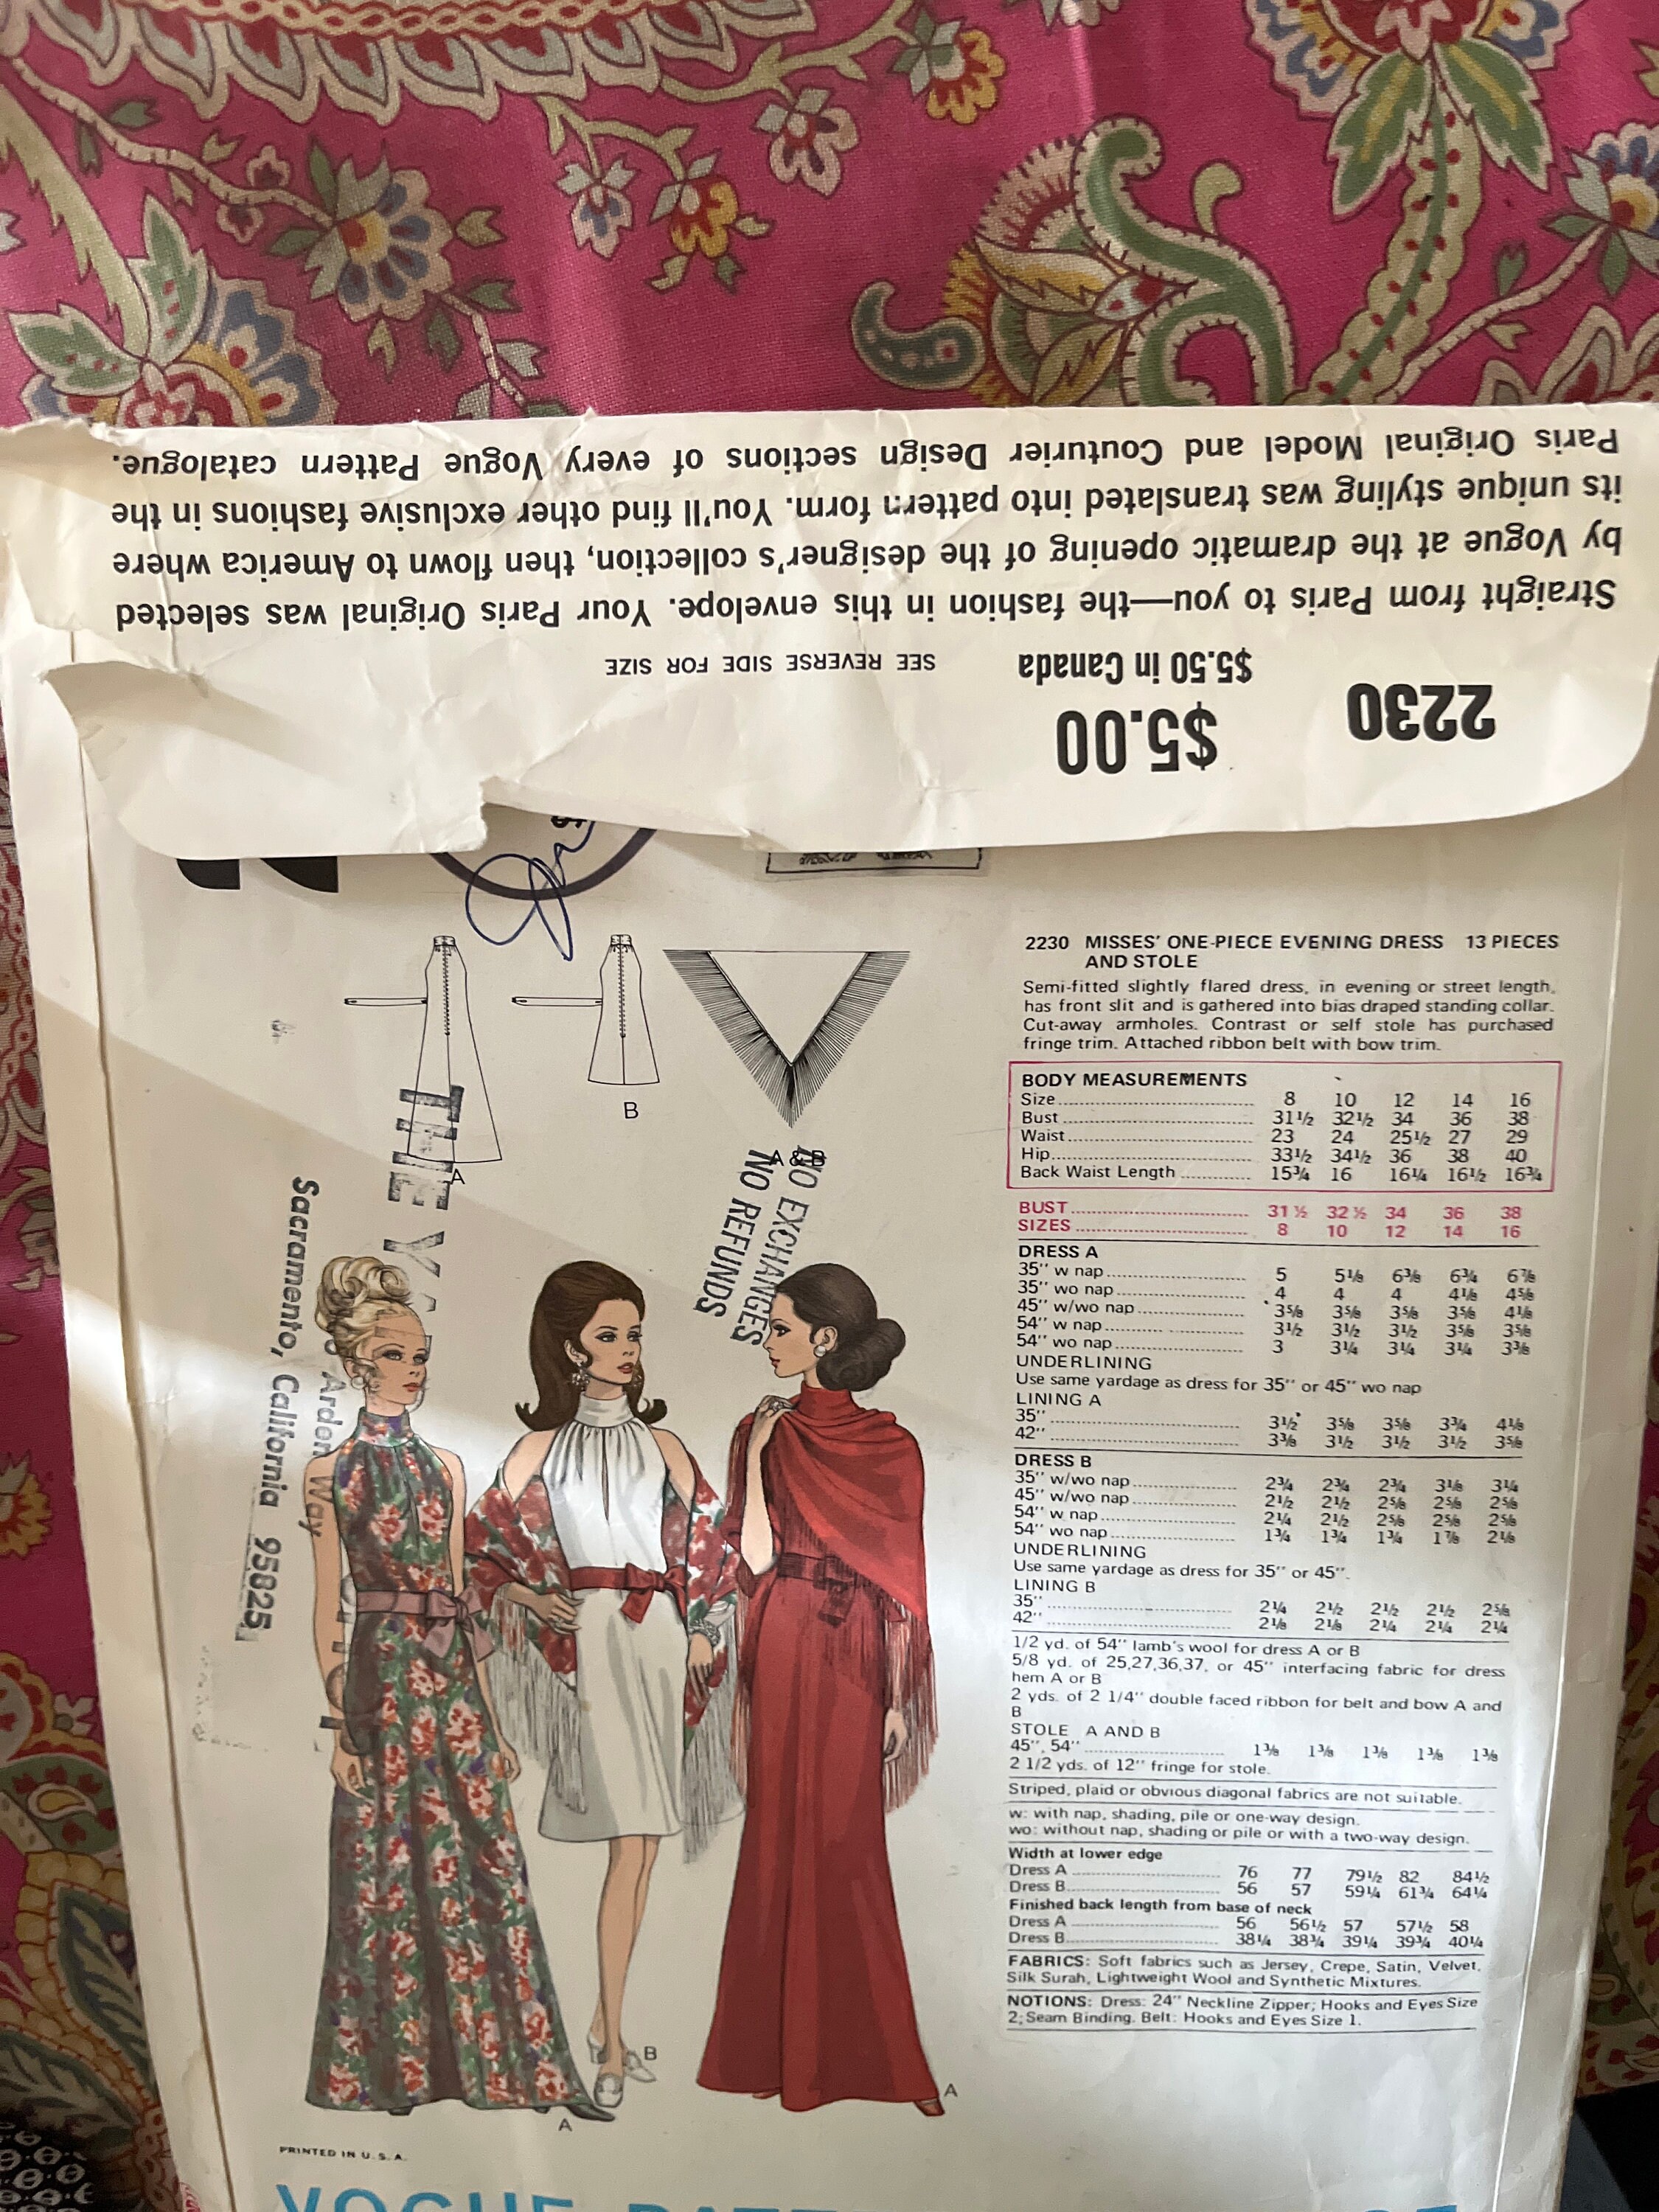 Straight from Paris to you—the fashion in this envelope. Your Paris Original was selected
by Vogue at the dramatic opening of the designer's collection, then flown to America where
its unique styling was translated into pattern form. You'll find other exclusive fashions in the
Paris Original Model and Couturier Design sections of every Vogue Pattern catalogue.
SEE REVERSE SIDE FOR SIZE
$5.50 in Canada
2230
$5.00
A
B
A & B
THE
Arden Way
Sacramento, California 95825
NO EXCHANGES
NO REFUNDS
2230 MISSES' ONE-PIECE EVENING DRESS 13 PIECES
AND STOLE
Semi-fitted slightly flared dress, in evening or street length,
has front slit and is gathered into bias draped standing collar.
Cut-away armholes. Contrast or self stole has purchased
fringe trim. Attached ribbon belt with bow trim.
BODY MEASUREMENTS
Size 8 10 12 14 16
Bust 31½ 32½ 34 36 38
Waist 23 24 25½ 27 29
Hip 33½ 34½ 36 38 40
Back Waist Length 15¾ 16 16¼ 16½ 16¾
BUST 31 ½ 32 ½ 34 36 38
SIZES 8 10 12 14 16
DRESS A
35'' w nap 5 5⅛ 6⅜ 6¾ 6⅞
35'' wo nap 4 4 4 4⅛ 4⅝
45'' w/wo nap 3⅝ 3⅝ 3⅝ 3⅝ 4⅛
54'' w nap 3½ 3½ 3½ 3⅝ 3⅝
54'' wo nap 3 3¼ 3¼ 3¼ 3⅜
UNDERLINING
Use same yardage as dress for 35'' or 45'' wo nap
LINING A
35'' 3½ 3⅝ 3⅝ 3¾ 4⅛
42'' 3⅜ 3½ 3½ 3½ 3⅝
DRESS B
35'' w/wo nap 2¾ 2¾ 2¾ 3⅛ 3¼
45'' w/wo nap 2½ 2½ 2⅝ 2⅝ 2⅝
54'' w nap 2¼ 2½ 2⅝ 2⅝ 2⅝
54'' wo nap 1¾ 1¾ 1¾ 1⅞ 2⅛
UNDERLINING
Use same yardage as dress for 35'' or 45''.
LINING B
35'' 2¼ 2½ 2½ 2½ 2⅝
42'' 2⅛ 2⅛ 2¼ 2¼ 2¼
1/2 yd. of 54'' lamb's wool for dress A or B
5/8 yd. of 25,27,36,37, or 45'' interfacing fabric for dress
hem A or B
2 yds. of 2 1/4'' double faced ribbon for belt and bow A and
B
STOLE A AND B
45'', 54'' 1⅜ 1⅜ 1⅜ 1⅜ 1⅜
2 1/2 yds. of 12'' fringe for stole.
Striped, plaid or obvious diagonal fabrics are not suitable.
w: with nap, shading, pile or one-way design.
wo: without nap, shading or pile or with a two-way design.
Width at lower edge
Dress A 76 77 79½ 82 84½
Dress B 56 57 59¼ 61¾ 64¼
Finished back length from base of neck
Dress A 56 56½ 57 57½ 58
Dress B 38¼ 38¾ 39¼ 39¾ 40¼
FABRICS: Soft fabrics such as Jersey, Crepe, Satin, Velvet,
Silk Surah, Lightweight Wool and Synthetic Mixtures.
NOTIONS: Dress: 24'' Neckline Zipper; Hooks and Eyes Size
2; Seam Binding. Belt: Hooks and Eyes Size 1.
B
A
A
PRINTED IN U.S.A.
VOGUE